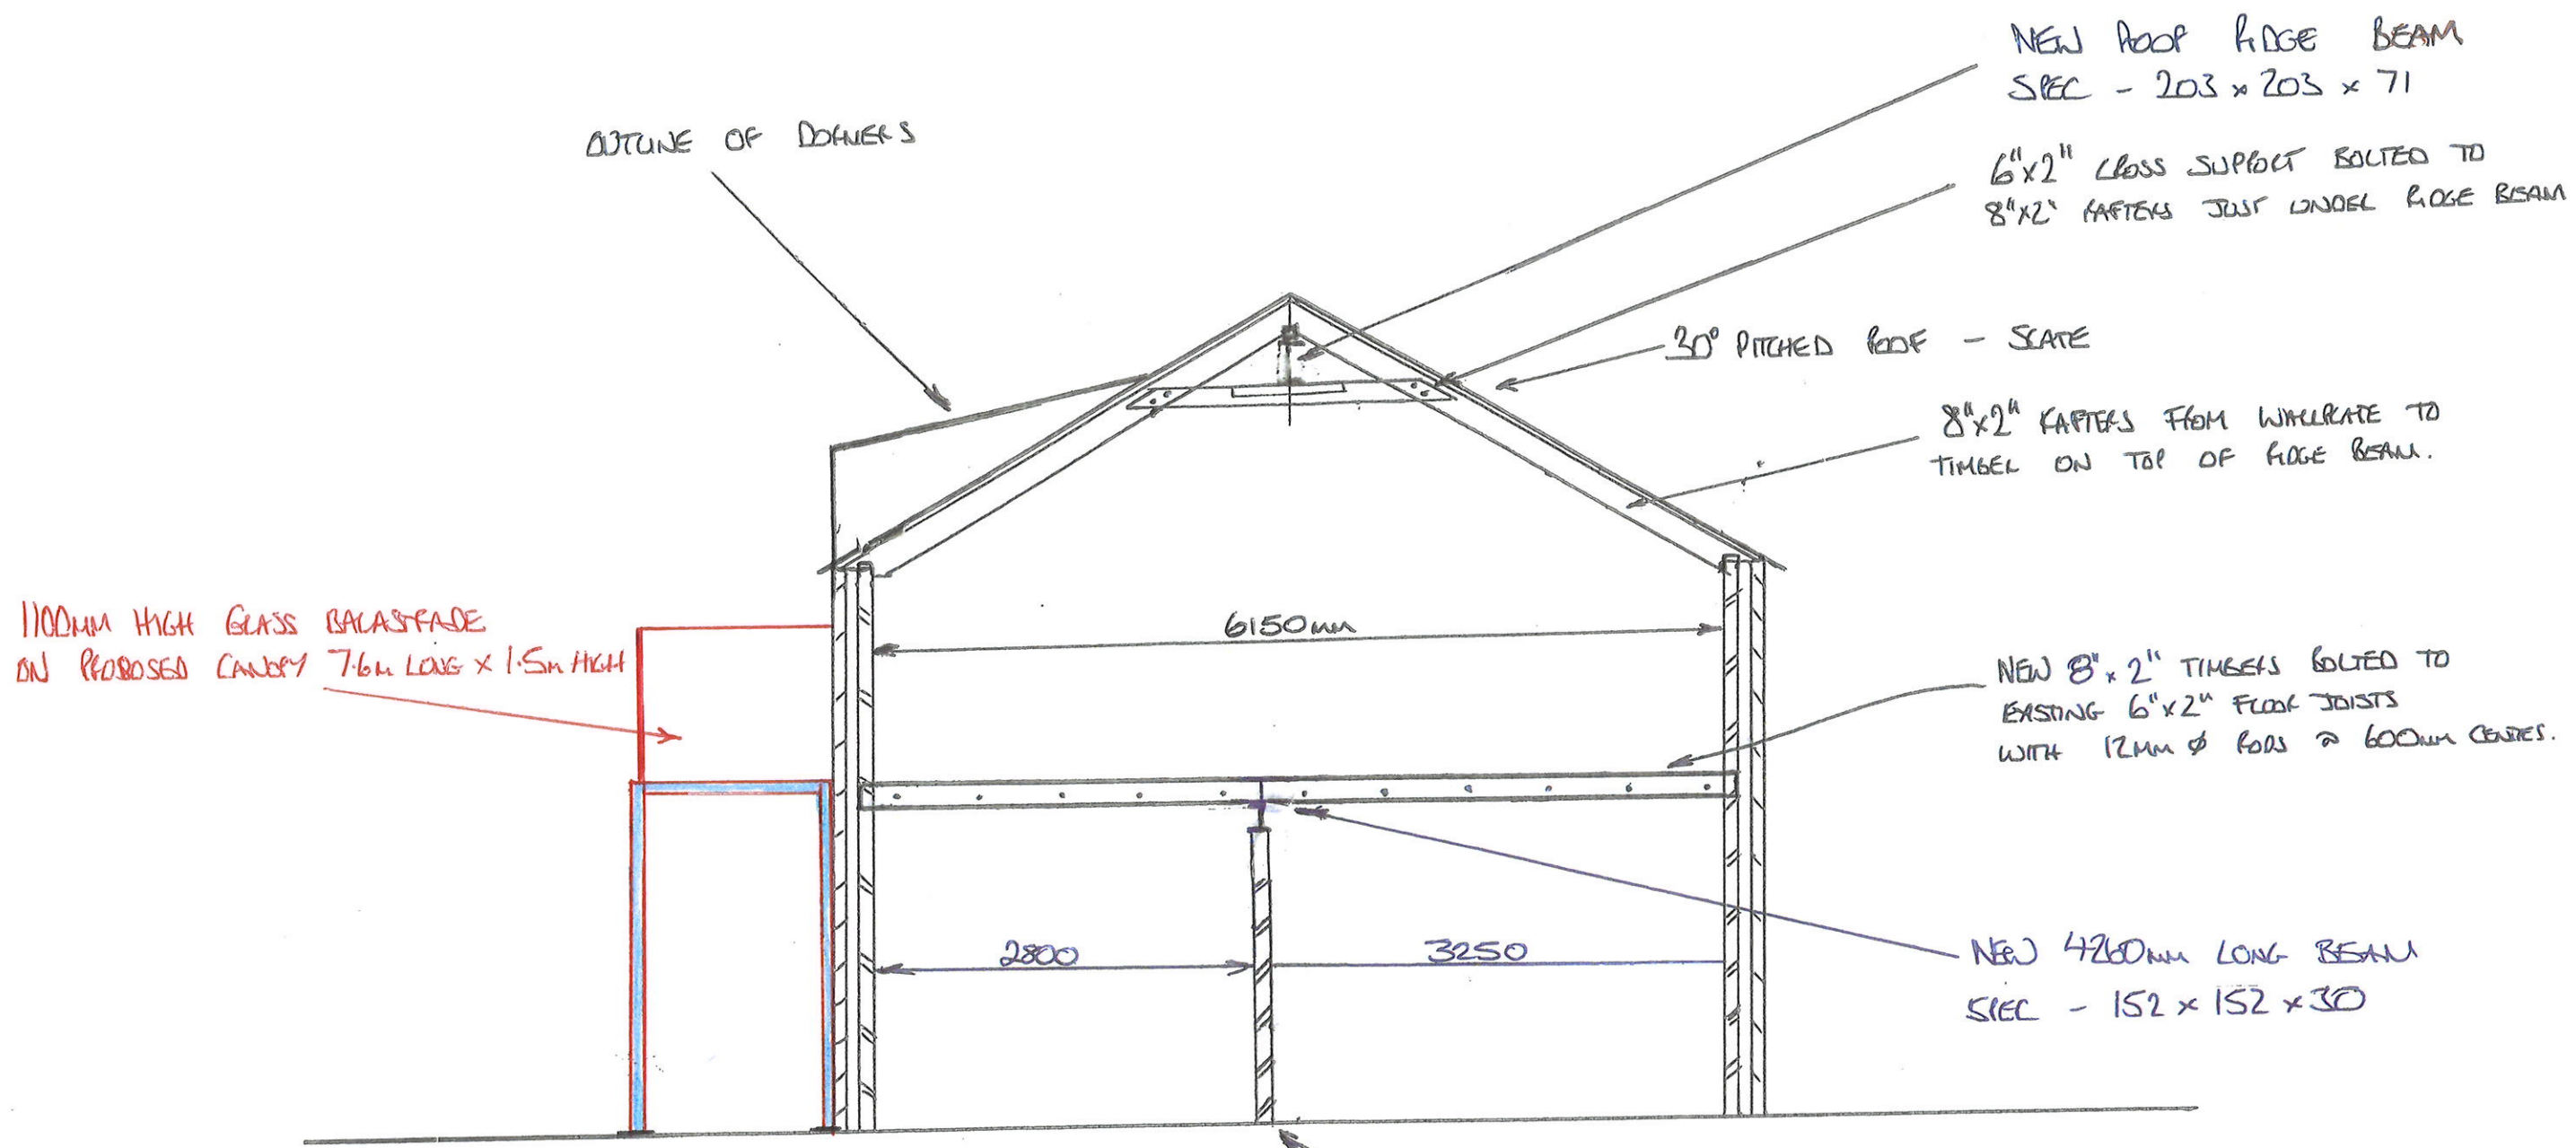 NEW ROOF RIDGE BEAM
SPEC - 203 x 203 x 71
OUTLINE OF DORMERS
6"x2" CROSS SUPPORT BOLTED TO
8"x2" RAFTERS JUST UNDER RIDGE BEAM
30° PITCHED ROOF - SLATE
8"x2" RAFTERS FROM WALLPLATE TO
TIMBER ON TOP OF RIDGE BEAM.
1100MM HIGH GLASS BALASTRADE
ON PROPOSED CANOPY 7.6m LONG x 1.5m HIGH
6150mm
NEW 8"x 2" TIMBERS BOLTED TO
EXISTING 6"x2" FLOOR JOISTS
WITH 12MM Ø RODS @ 600mm CENTRES.
2800
3250
NEW 4260mm LONG BEAM
SPEC - 152 x 152 x 30